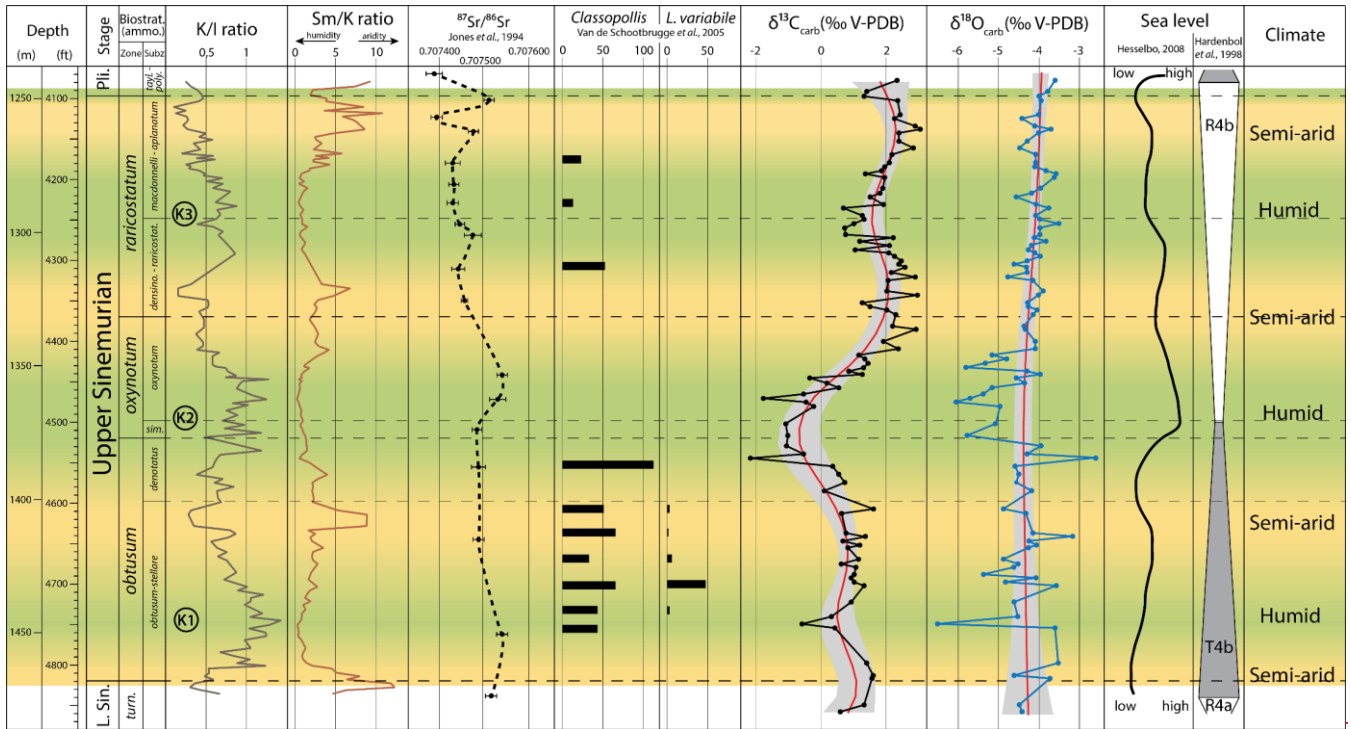 Depth
(m) (ft)
Stage
Biostrat.
(ammo.)
Zone Subz
K/I ratio
0,5 1
Sm/K ratio
humidity aridity
0 5 10
⁸⁷Sr/⁸⁶Sr
Jones et al., 1994
0.707400
0.707500
0.707600
Classopollis
Van de Schootbrugge et al., 2005
0 50 100
L. variabile
0 50
δ¹³Ccarb(‰ V-PDB)
-2 0 2
δ¹⁸Ocarb(‰ V-PDB)
-6 -5 -4 -3
Sea level
Hesselbo, 2008
Hardenbol
et al., 1998
Climate
low high
1250
1300
1350
1400
1450
4100
4200
4300
4400
4500
4600
4700
4800
Pli.
Upper Sinemurian
L. Sin.
tayl. -
poly.
raricostatum
macdonnelli - aplanatum
densino. - raricostat.
oxynotum
oxynotum
sim.
obtusum
denotatus
obtusum-stellare
turn.
K3
K2
K1
R4b
T4b
R4a
Semi-arid
Humid
Semi-arid
Humid
Semi-arid
Humid
Semi-arid
low high